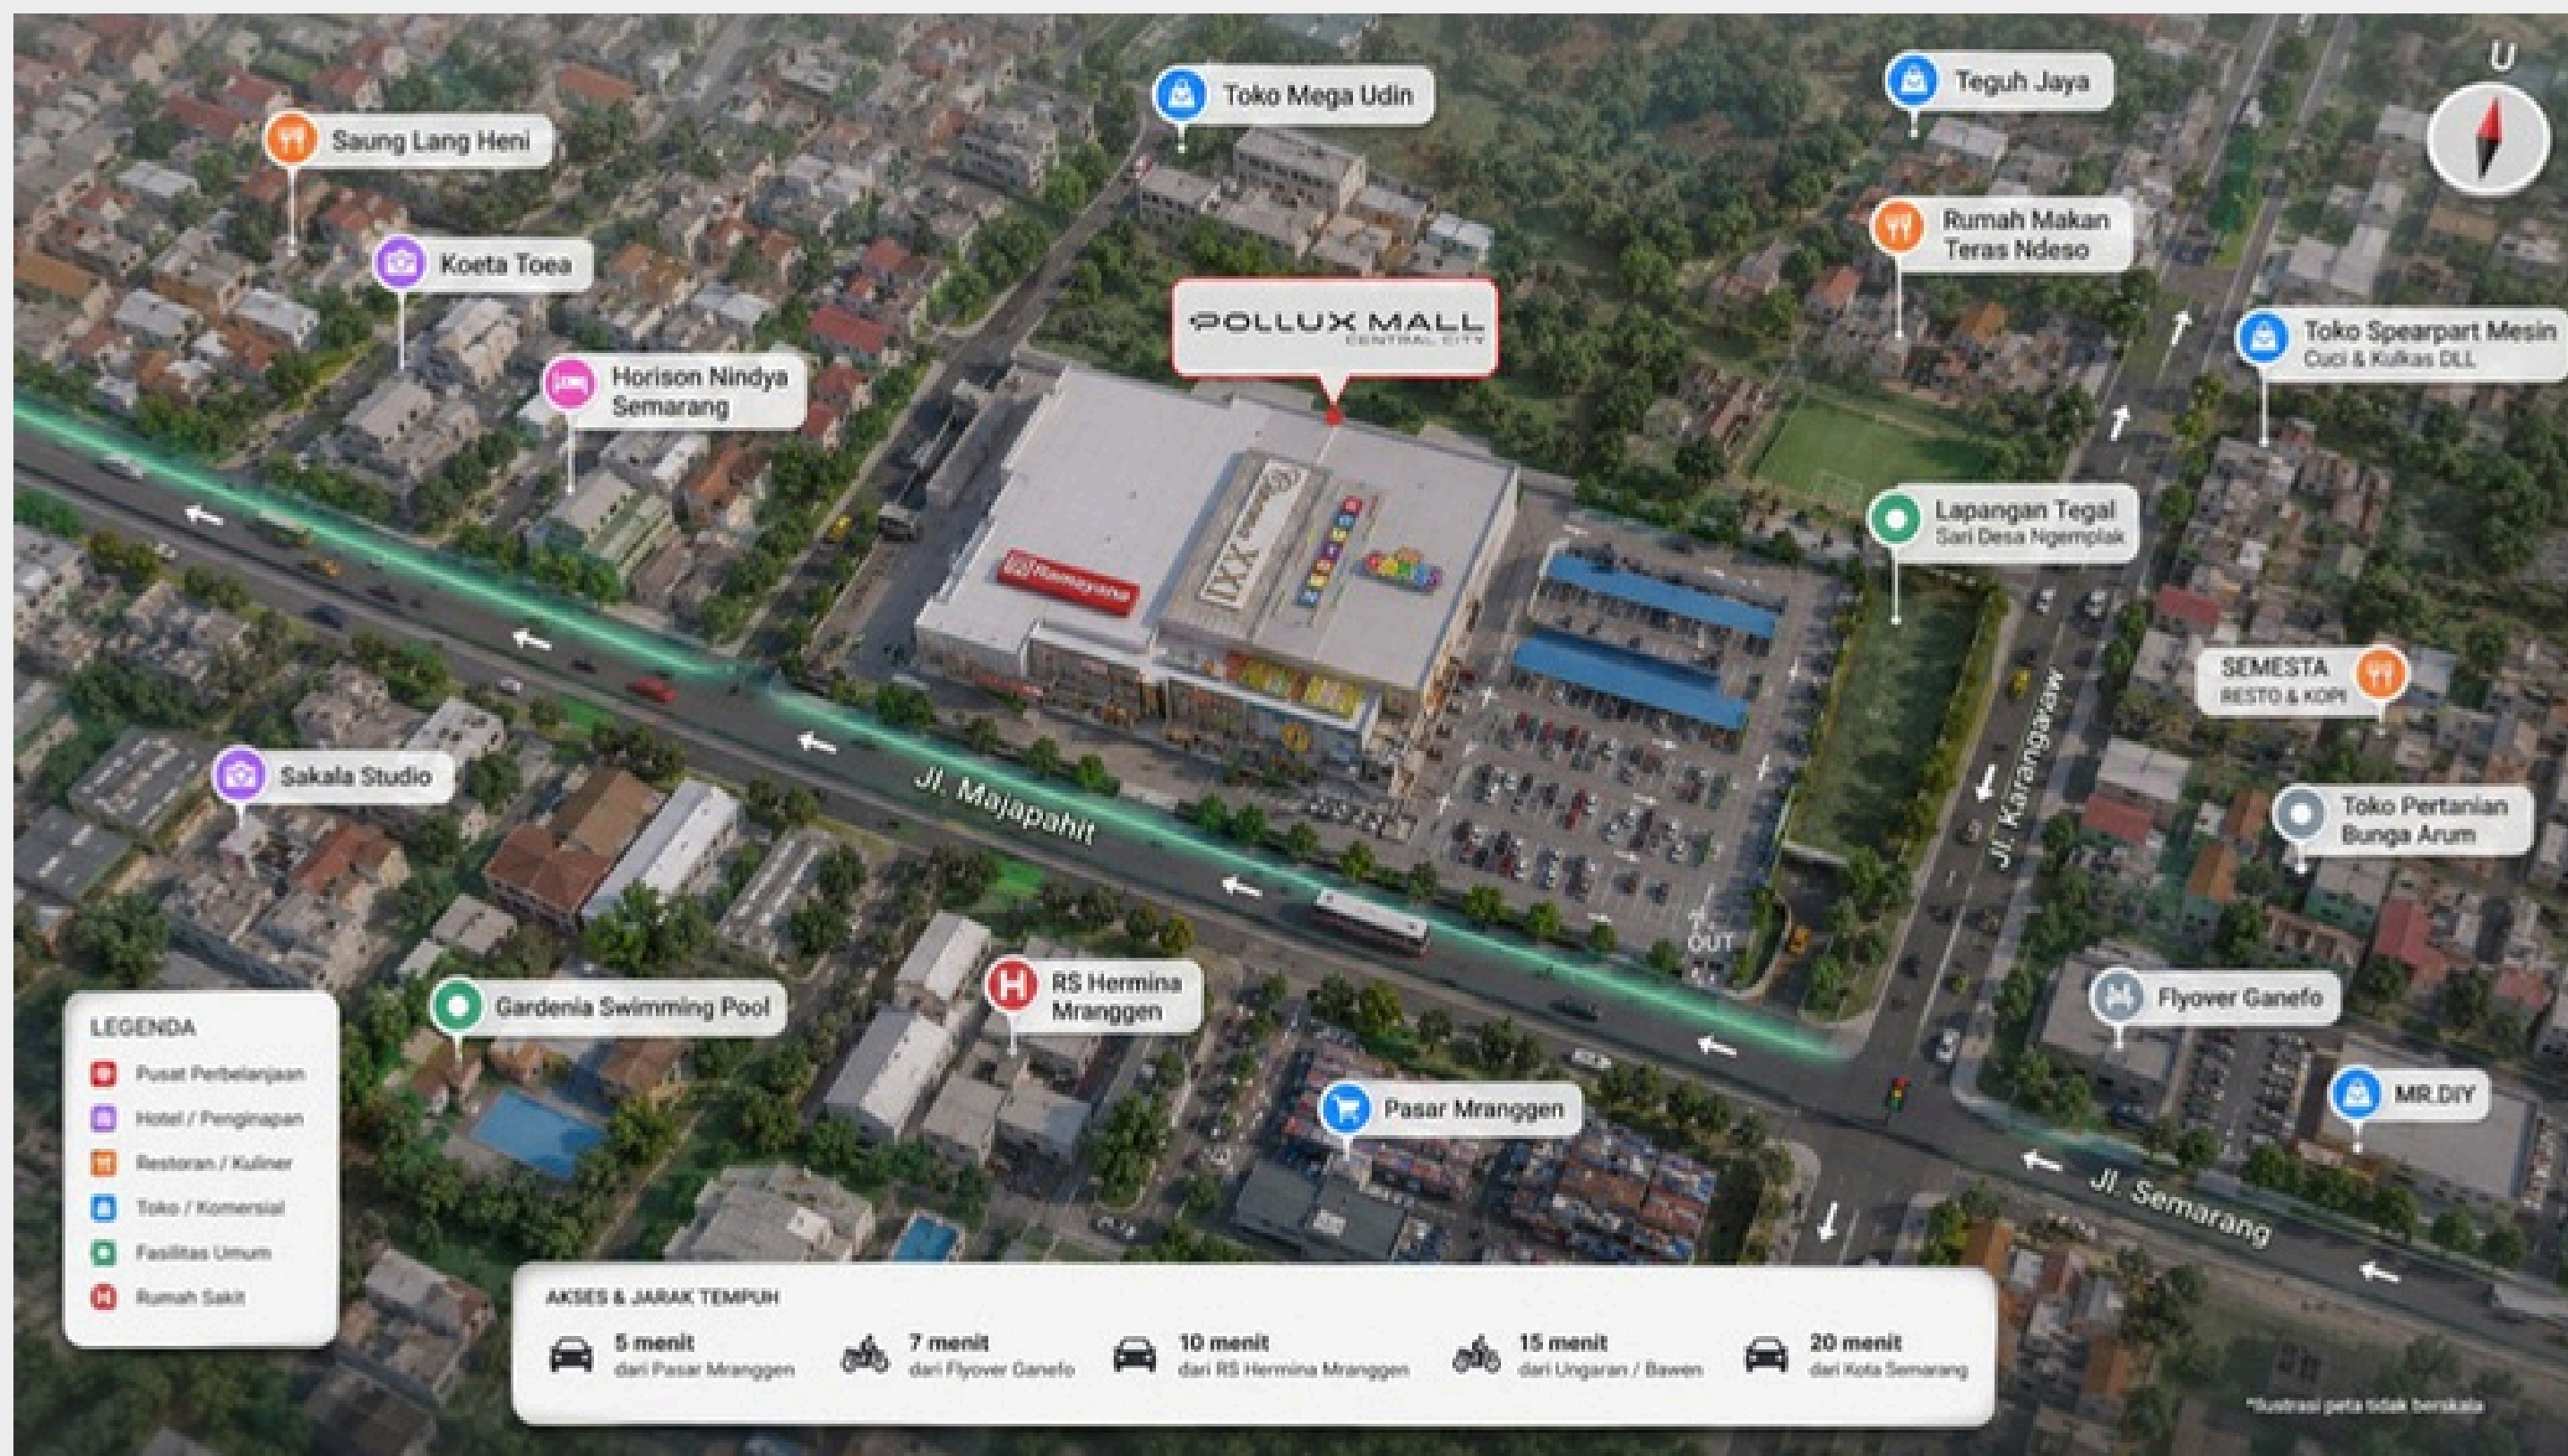 U
Toko Mega Udin
Teguh Jaya
Saung Lang Heni
Rumah Makan
Teras Ndeso
Koeta Toea
POLLUX MALL
CENTRAL CITY
Toko Spearpart Mesin
Cuci & Kulkas DLL
Horison Nindya
Semarang
Lapangan Tegal
Sari Desa Ngemplak
Ramayana
XXI
SEMESTA
RESTO & KOPI
Jl. Karangawaw
Sakala Studio
Jl. Majapahit
Toko Pertanian
Bunga Arum
OUT
RS Hermina
Mranggen
Gardenia Swimming Pool
Flyover Ganefo
MR.DIY
Pasar Mranggen
Jl. Semarang
LEGENDA
Pusat Perbelanjaan
Hotel / Penginapan
Restoran / Kuliner
Toko / Komersial
Fasilitas Umum
Rumah Sakit
AKSES & JARAK TEMPUH
5 menit
dari Pasar Mranggen
7 menit
dari Flyover Ganefo
10 menit
dari RS Hermina Mranggen
15 menit
dari Ungaran / Bawen
20 menit
dari Kota Semarang
*Ilustrasi peta tidak berskala